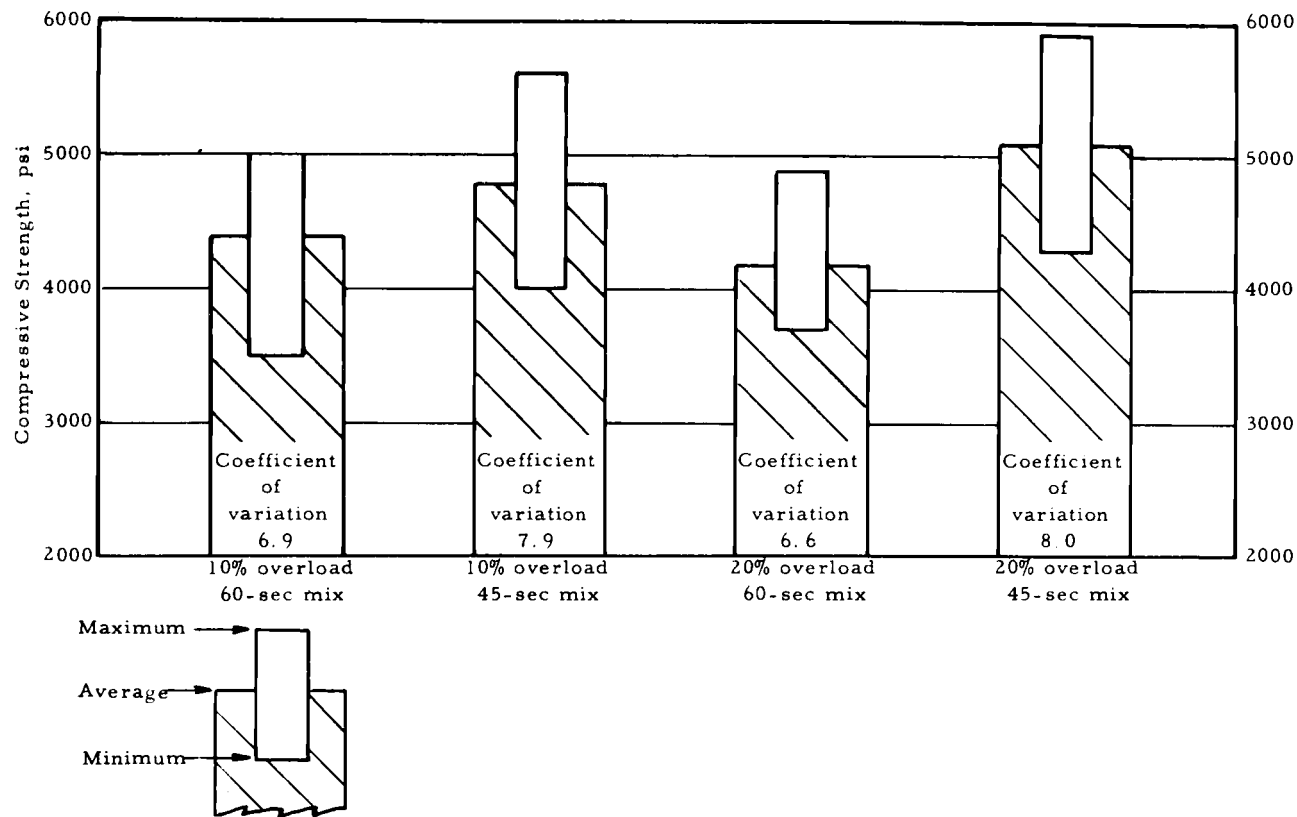 6000
6000
5000
5000
4000
4000
3000
3000
2000
2000
Compressive Strength, psi
Coefficient
of
variation
6.9
Coefficient
of
variation
7.9
Coefficient
of
variation
6.6
Coefficient
of
variation
8.0
10% overload
60-sec mix
10% overload
45-sec mix
20% overload
60-sec mix
20% overload
45-sec mix
Maximum
Average
Minimum